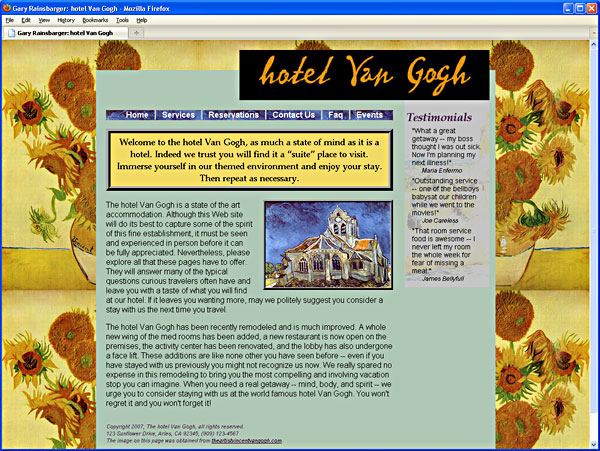 Gary Rainsbarger: hotel Van Gogh - Mozilla Firefox
File Edit View History Bookmarks Tools Help
Gary Rainsbarger: hotel Van Gogh
hotel Van Gogh
Home | Services | Reservations | Contact Us | Faq | Events
Welcome to the hotel Van Gogh, as much a state of mind as it is a
hotel. Indeed we trust you will find it a “suite” place to visit.
Immerse yourself in our themed environment and enjoy your stay.
Then repeat as necessary.
The hotel Van Gogh is a state of the art
accommodation. Although this Web site
will do its best to capture some of the spirit
of this fine establishment, it must be seen
and experienced in person before it can
be fully appreciated. Nevertheless, please
explore all that these pages have to offer.
They will answer many of the typical
questions curious travelers often have and
leave you with a taste of what you will find
at our hotel. If it leaves you wanting more, may we politely suggest you consider a
stay with us the next time you travel.
The hotel Van Gogh has been recently remodeled and is much improved. A whole
new wing of the med rooms has been added, a new restaurant is now open on the
premises, the activity center has been renovated, and the lobby has also undergone
a face lift. These additions are like none other you have seen before -- even if you
have stayed with us previously you might not recognize us now. We really spared no
expense in this remodeling to bring you the most compelling and involving vacation
stop you can imagine. When you need a real getaway -- mind, body, and spirit -- we
urge you to consider staying with us at the world famous hotel Van Gogh. You won't
regret it and you won't forget it!
Copyright 2007, The hotel Van Gogh, all rights reserved.
123 Sunflower Drive, Arles, CA 92345, (909) 123-4567
The image on this page was obtained from theartistvincentvangogh.com
Testimonials
"What a great
getaway -- my boss
thought I was out sick.
Now I'm planning my
next illness!"
Maria Enfermo
"Outstanding service
-- one of the bellboys
babysat our children
while we went to the
movies!"
Joe Careless
"That room service
food is awesome -- I
never left my room
the whole week for
fear of missing a
meal."
James Bellyfull